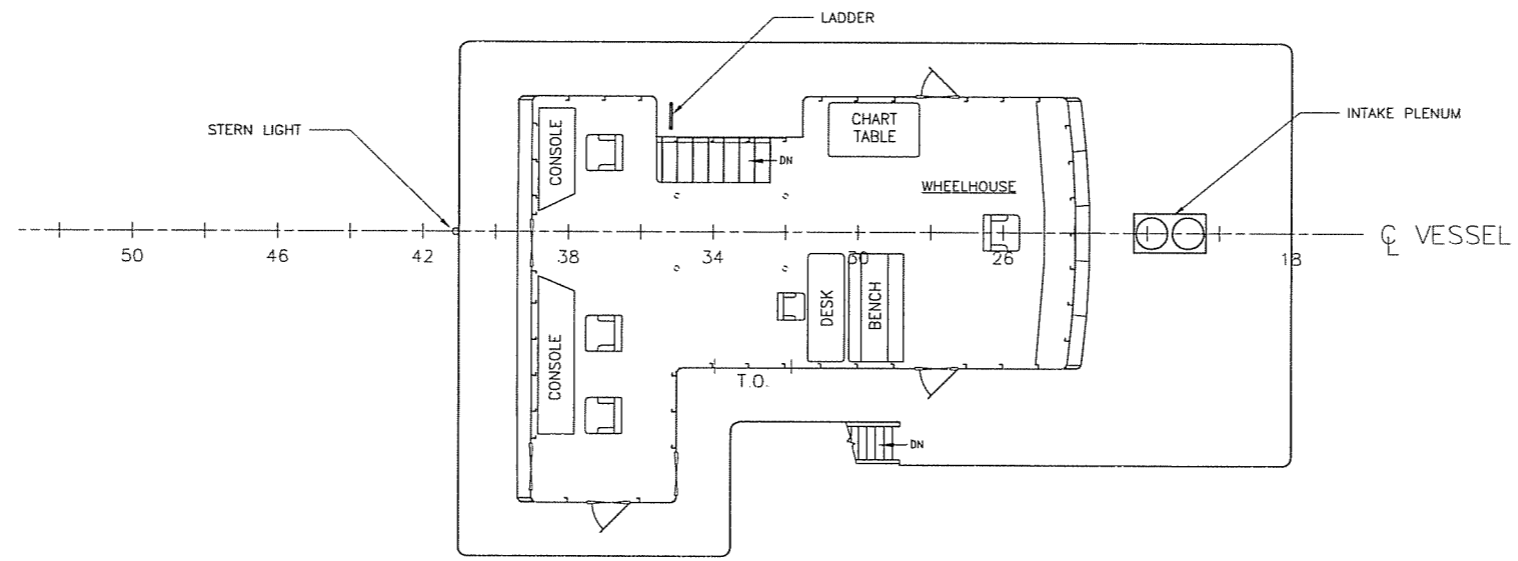 LADDER
INTAKE PLENUM
STERN LIGHT
CONSOLE
CHART
TABLE
DN
WHEELHOUSE
℄ VESSEL
50
46
42
38
34
30
26
18
CONSOLE
DESK
BENCH
T.O.
DN